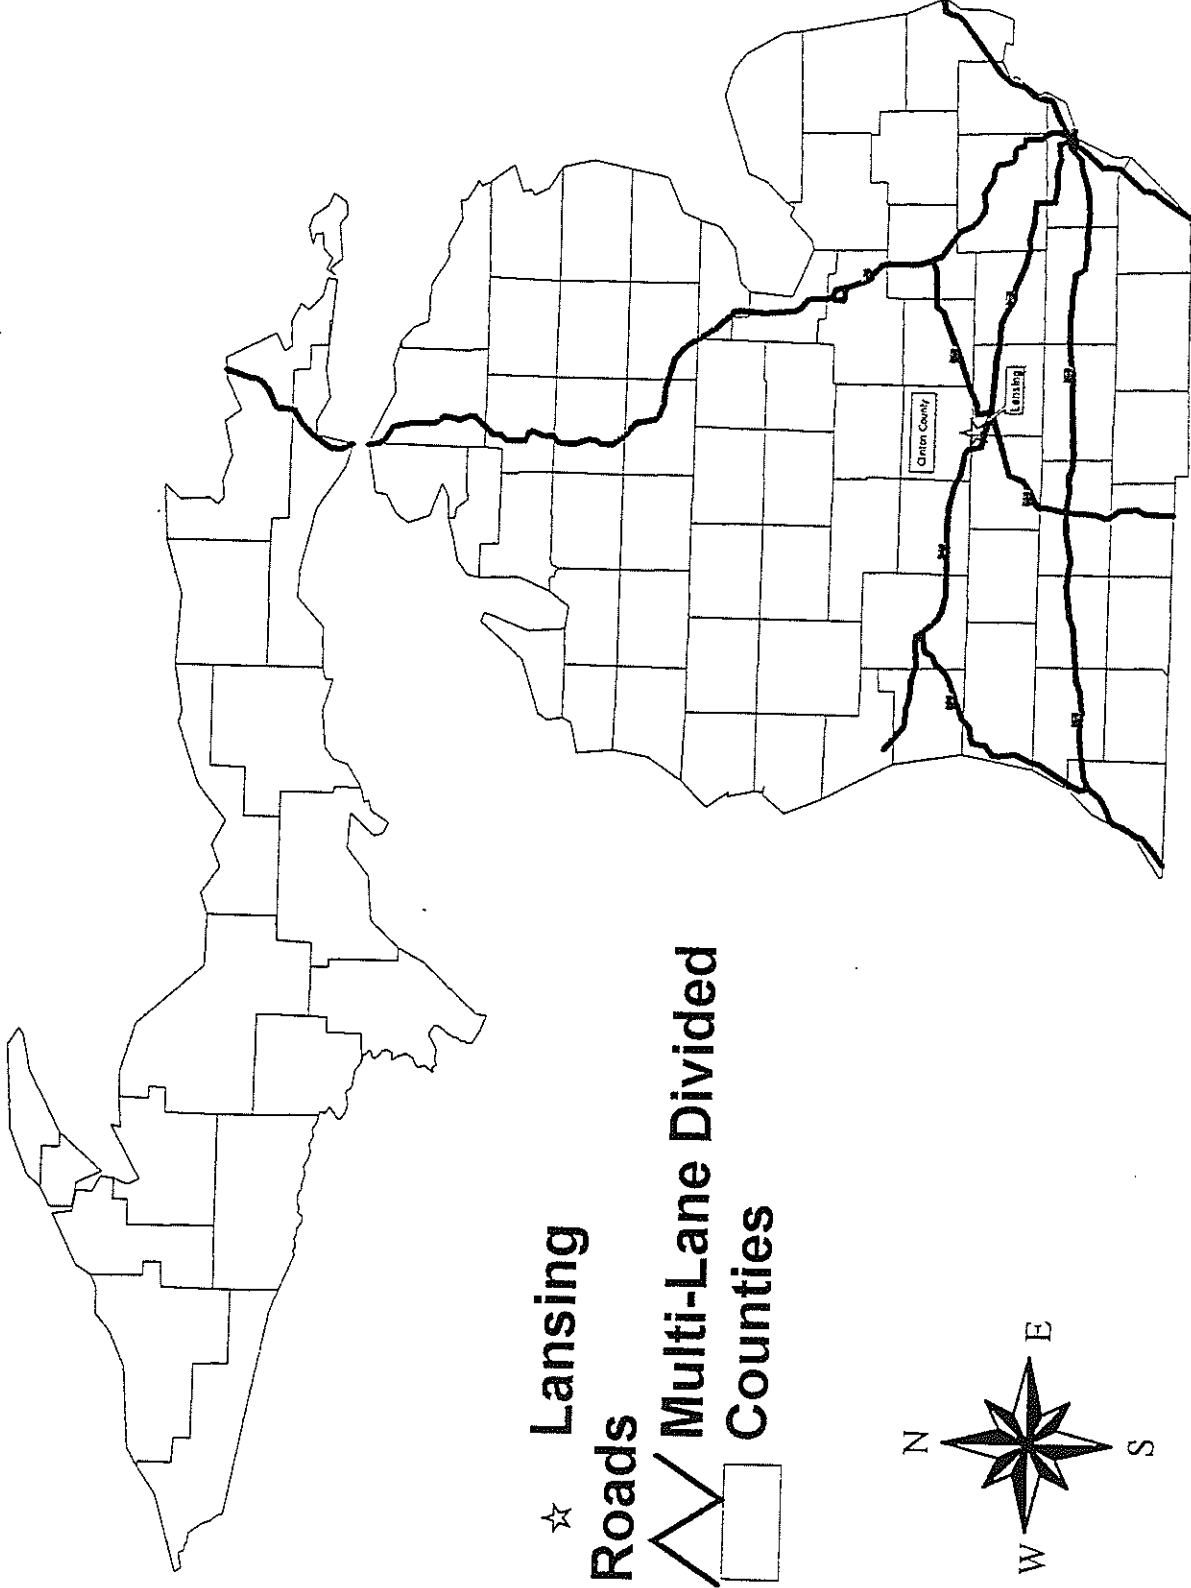 Clinton County
Lansing
Lansing
Roads
Multi-Lane Divided
Counties
N
W
E
S